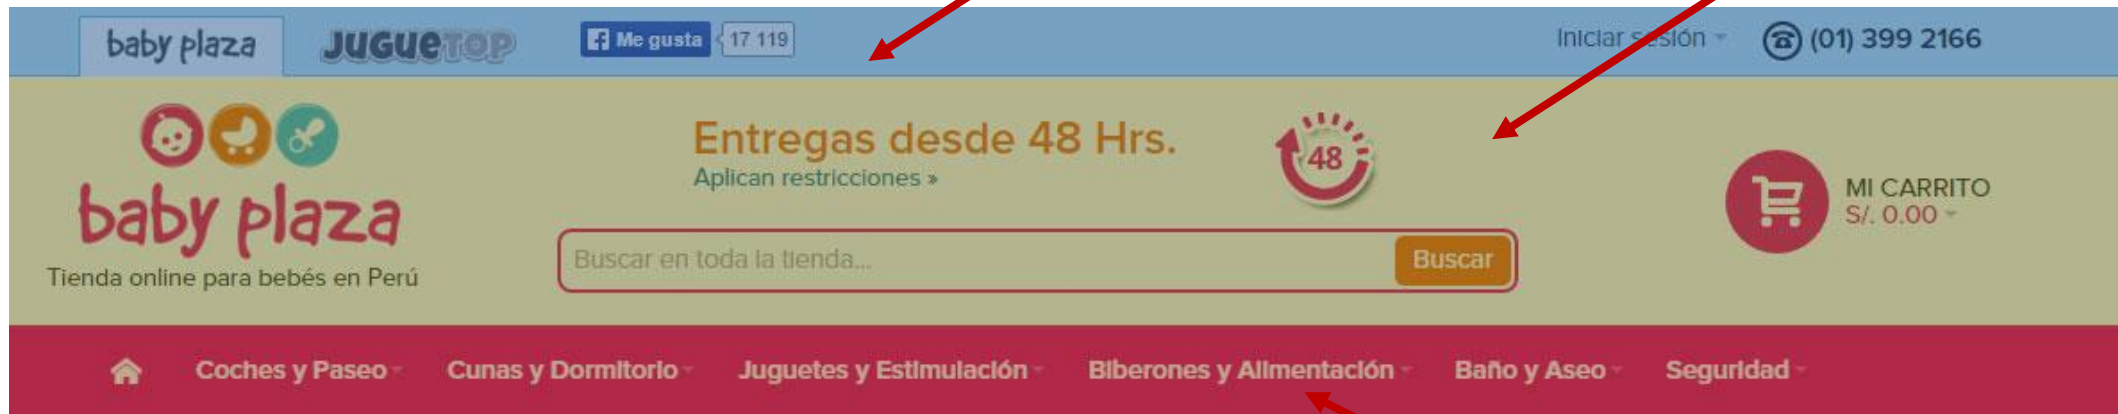 baby plaza JUGUETOP Me gusta 17 119 Iniciar sesión (01) 399 2166
Entregas desde 48 Hrs.
48
Aplican restricciones »
baby plaza
Tienda online para bebés en Perú
Buscar en toda la tienda... Buscar
MI CARRITO
S/. 0.00
Coches y Paseo Cunas y Dormitorio Juguetes y Estimulación Biberones y Alimentación Baño y Aseo Seguridad